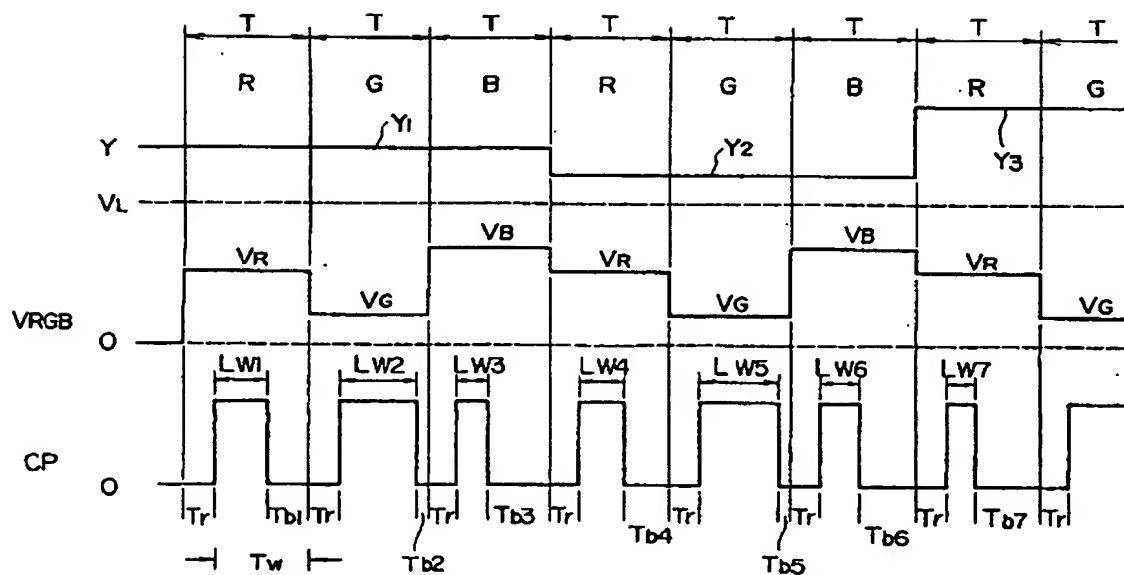 T T T T T T T T
R G B R G B R G
Y Y1 Y2 Y3
VL
VB VB
VR VR VR
VG VG VG
VRGB
O
LW1 LW2 LW3 LW4 LW5 LW6 LW7
CP
O
Tr Tb1 Tr Tr Tb3 Tr Tb4 Tr Tr Tb6 Tr Tb7 Tr
Tw Tb2 Tb5